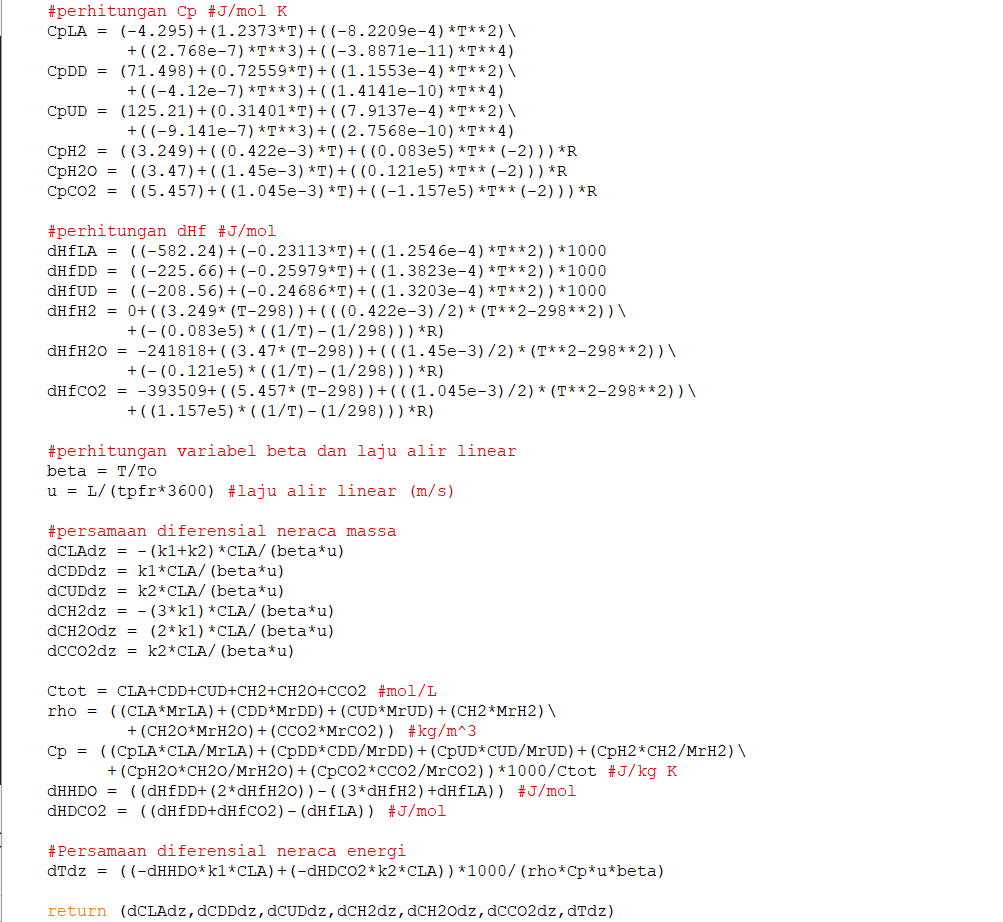 #perhitungan Cp #J/mol K
CpLA = (-4.295)+(1.2373*T)+((-8.2209e-4)*T**2)\
+((2.768e-7)*T**3)+((-3.8871e-11)*T**4)
CpDD = (71.498)+(0.72559*T)+((1.1553e-4)*T**2)\
+((-4.12e-7)*T**3)+((1.4141e-10)*T**4)
CpUD = (125.21)+(0.31401*T)+((7.9137e-4)*T**2)\
+((-9.141e-7)*T**3)+((2.7568e-10)*T**4)
CpH2 = ((3.249)+((0.422e-3)*T)+((0.083e5)*T**(-2)))*R
CpH2O = ((3.47)+((1.45e-3)*T)+((0.121e5)*T**(-2)))*R
CpCO2 = ((5.457)+((1.045e-3)*T)+((-1.157e5)*T**(-2)))*R
#perhitungan dHf #J/mol
dHfLA = ((-582.24)+(-0.23113*T)+((1.2546e-4)*T**2))*1000
dHfDD = ((-225.66)+(-0.25979*T)+((1.3823e-4)*T**2))*1000
dHfUD = ((-208.56)+(-0.24686*T)+((1.3203e-4)*T**2))*1000
dHfH2 = 0+((3.249*(T-298))+(((0.422e-3)/2)*(T**2-298**2))\
+(-(0.083e5)*((1/T)-(1/298)))*R)
dHfH2O = -241818+((3.47*(T-298))+(((1.45e-3)/2)*(T**2-298**2))\
+(-(0.121e5)*((1/T)-(1/298)))*R)
dHfCO2 = -393509+((5.457*(T-298))+(((1.045e-3)/2)*(T**2-298**2))\
+((1.157e5)*((1/T)-(1/298)))*R)
#perhitungan variabel beta dan laju alir linear
beta = T/To
u = L/(tpfr*3600) #laju alir linear (m/s)
#persamaan diferensial neraca massa
dCLAdz = -(k1+k2)*CLA/(beta*u)
dCDDdz = k1*CLA/(beta*u)
dCUDdz = k2*CLA/(beta*u)
dCH2dz = -(3*k1)*CLA/(beta*u)
dCH2Odz = (2*k1)*CLA/(beta*u)
dCCO2dz = k2*CLA/(beta*u)
Ctot = CLA+CDD+CUD+CH2+CH2O+CCO2 #mol/L
rho = ((CLA*MrLA)+(CDD*MrDD)+(CUD*MrUD)+(CH2*MrH2)\
+(CH2O*MrH2O)+(CCO2*MrCO2)) #kg/m^3
Cp = ((CpLA*CLA/MrLA)+(CpDD*CDD/MrDD)+(CpUD*CUD/MrUD)+(CpH2*CH2/MrH2)\
+(CpH2O*CH2O/MrH2O)+(CpCO2*CCO2/MrCO2))*1000/Ctot #J/kg K
dHHDO = ((dHfDD+(2*dHfH2O))-((3*dHfH2)+dHfLA)) #J/mol
dHDCO2 = ((dHfDD+dHfCO2)-(dHfLA)) #J/mol
#Persamaan diferensial neraca energi
dTdz = ((-dHHDO*k1*CLA)+(-dHDCO2*k2*CLA))*1000/(rho*Cp*u*beta)
return (dCLAdz,dCDDdz,dCUDdz,dCH2dz,dCH2Odz,dCCO2dz,dTdz)